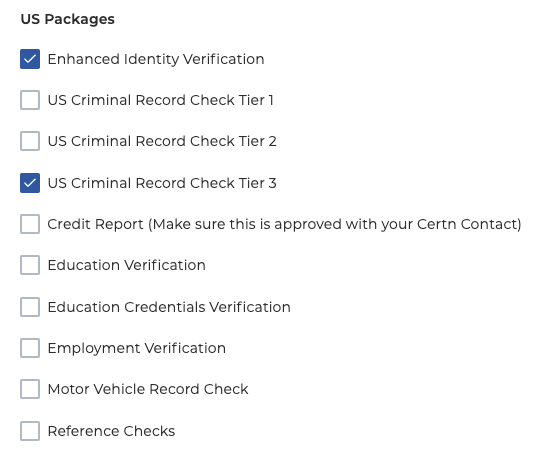 US Packages
Enhanced Identity Verification
US Criminal Record Check Tier 1
US Criminal Record Check Tier 2
US Criminal Record Check Tier 3
Credit Report (Make sure this is approved with your Certn Contact)
Education Verification
Education Credentials Verification
Employment Verification
Motor Vehicle Record Check
Reference Checks